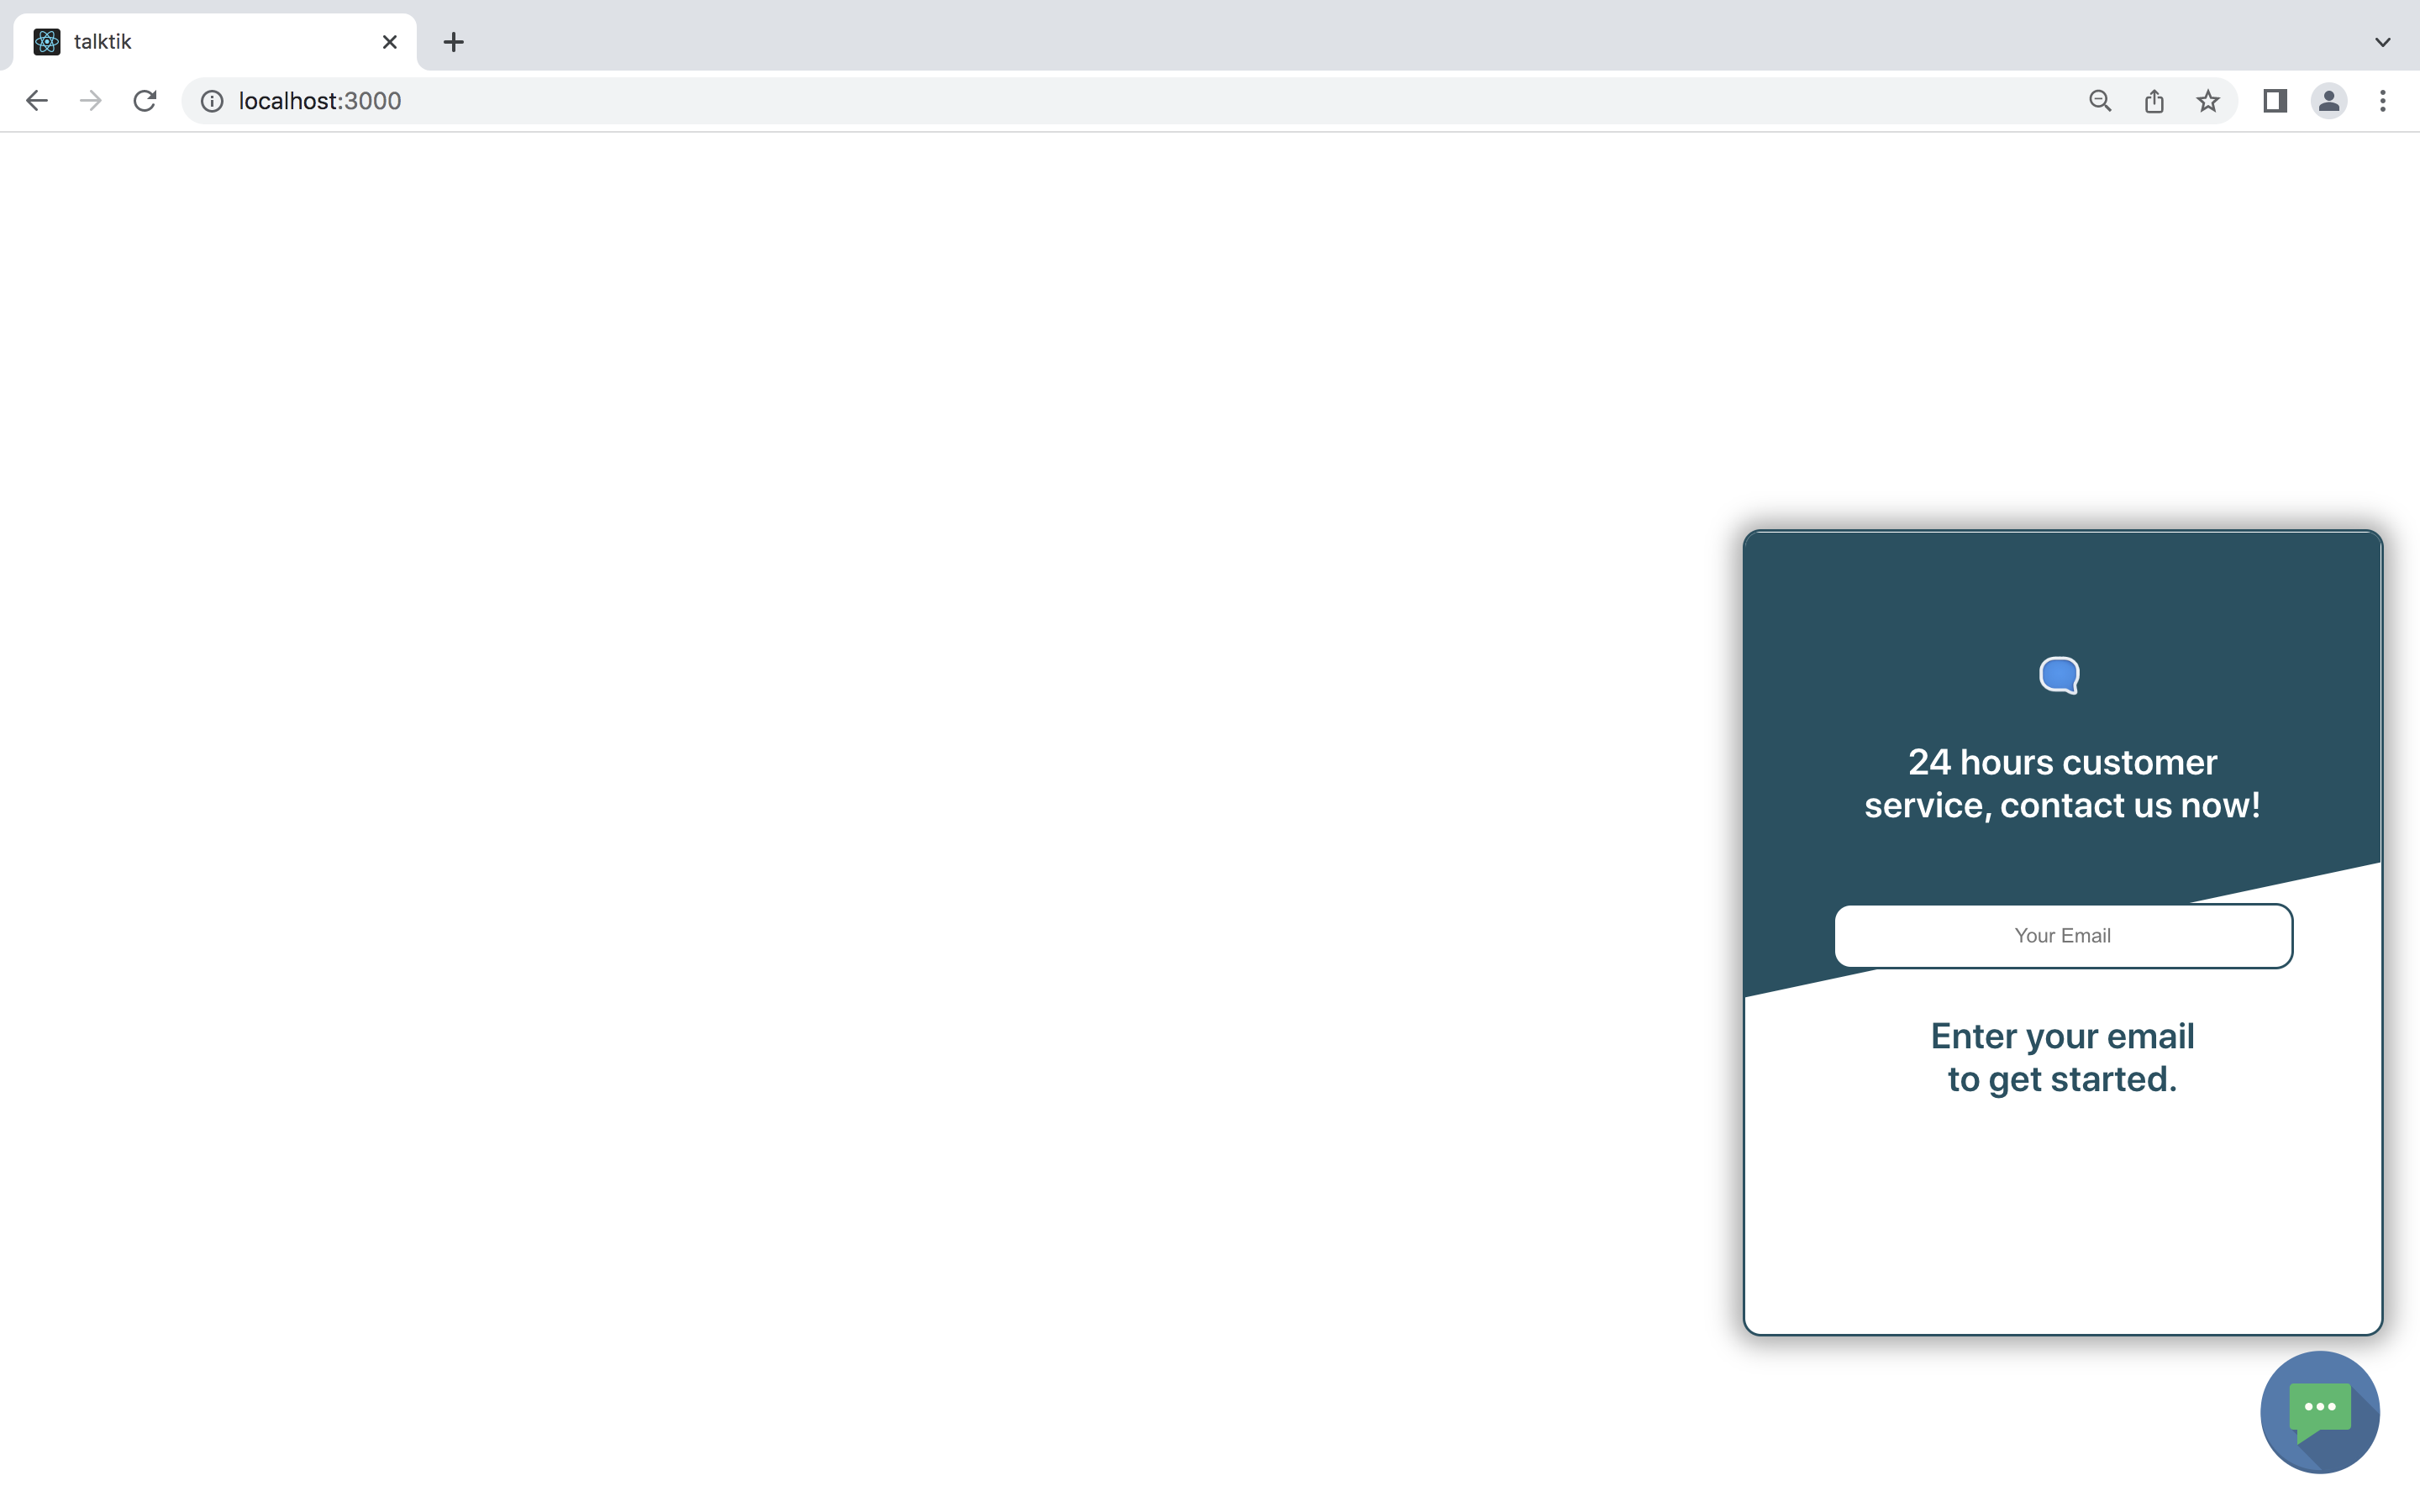 talktik
localhost:3000
24 hours customer
service, contact us now!
Your Email
Enter your email
to get started.